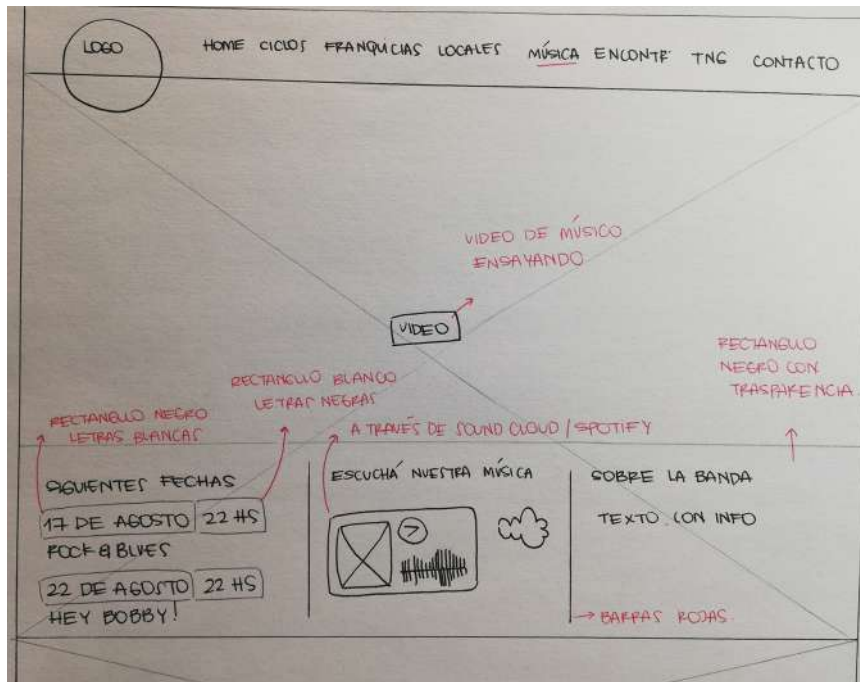 LOGO
HOME CICLOS FRANQUICIAS LOCALES MÚSICA ENCONTR' TNG CONTACTO
VIDEO DE MÚSICO
ENSAYANDO
VIDEO
RECTANGULO
NEGRO CON
TRASPARENCIA
RECTANGULO BLANCO
LETRAS NEGRAS
RECTANGULO NEGRO
LETRAS BLANCAS
A TRAVÉS DE SOUND CLOUD / SPOTIFY
SIGUIENTES FECHAS
17 DE AGOSTO 22 HS
ROCK & BLUES
22 DE AGOSTO 22 HS
HEY BOBBY!
ESCUCHÁ NUESTRA MÚSICA
SOBRE LA BANDA
TEXTO CON INFO
BARRAS ROJAS.